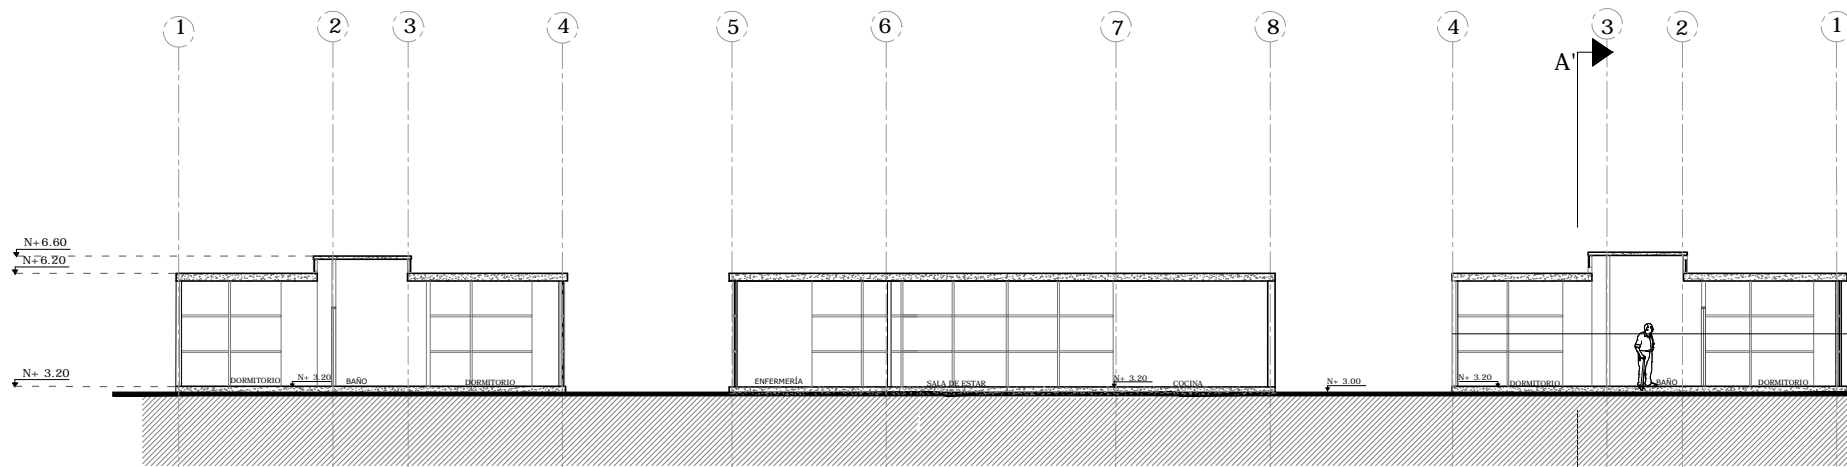 1 2 3 4 5 6 7 8 4 3 2 1
A'
N+6.60
N+6.20
N+ 3.20
DORMITORIO
N+ 3.20
BAÑO
DORMITORIO
ENFERMERÍA
SALA DE ESTAR
N+ 3.20
COCINA
N+ 3.00
N+ 3.20
DORMITORIO
BAÑO
DORMITORIO